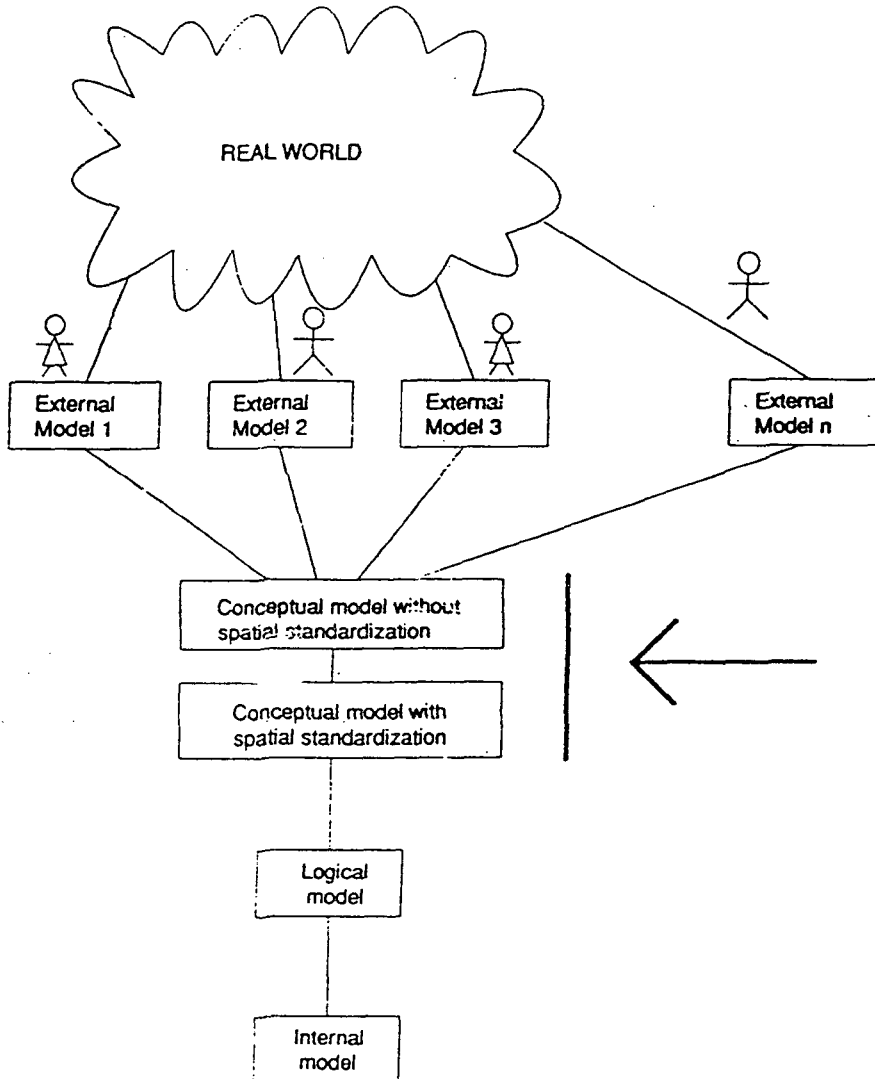 REAL WORLD
External
Model 1
External
Model 2
External
Model 3
External
Model n
Conceptual model without
spatial standardization
Conceptual model with
spatial standardization
Logical
model
Internal
model